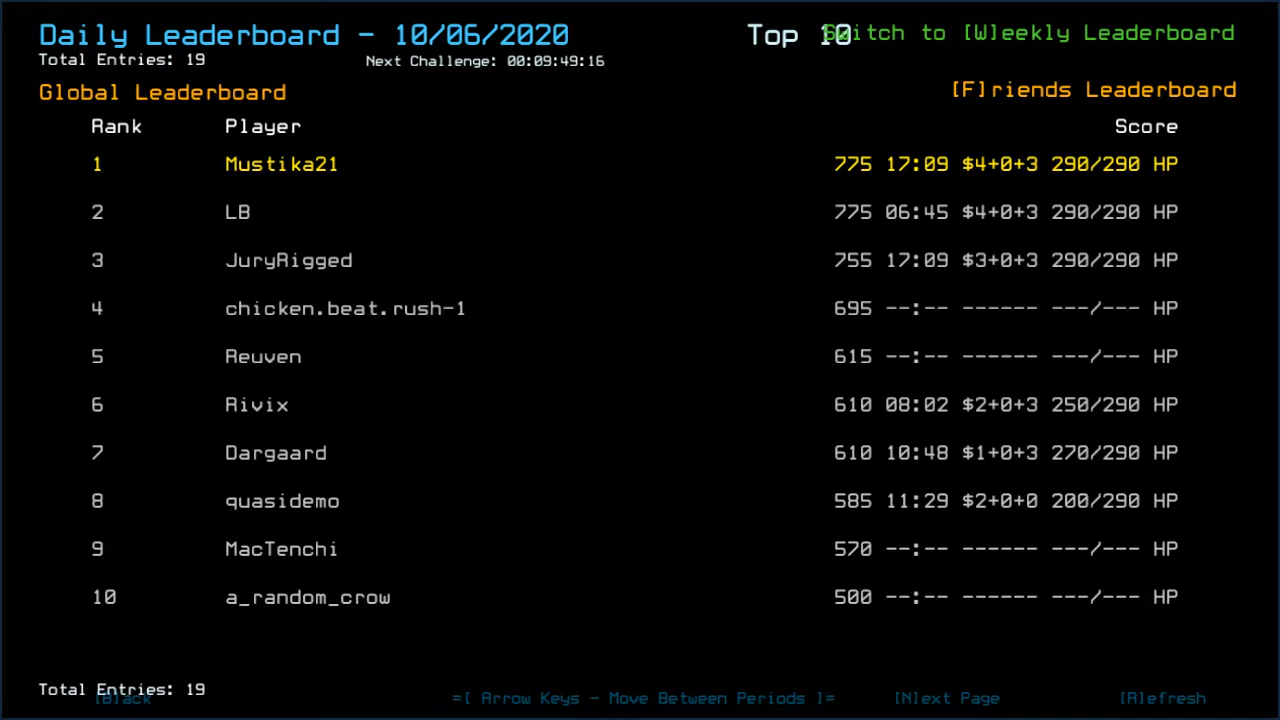 Daily Leaderboard - 10/06/2020
Top 10
Switch to [W]eekly Leaderboard
Total Entries: 19
Next Challenge: 00:09:49:16
Global Leaderboard
[F]riends Leaderboard
Rank Player Score
1 Mustika21 775 17:09 $4+0+3 290/290 HP
2 LB 775 06:45 $4+0+3 290/290 HP
3 JuryRigged 755 17:09 $3+0+3 290/290 HP
4 chicken.beat.rush-1 695 --:-- ------ ---/--- HP
5 Reuven 615 --:-- ------ ---/--- HP
6 Rivix 610 08:02 $2+0+3 250/290 HP
7 Dargaard 610 10:48 $1+0+3 270/290 HP
8 quasidemo 585 11:29 $2+0+0 200/290 HP
9 MacTenchi 570 --:-- ------ ---/--- HP
10 a_random_crow 500 --:-- ------ ---/--- HP
Total Entries: 19
[B]ack
=[ Arrow Keys - Move Between Periods ]=
[N]ext Page
[R]efresh